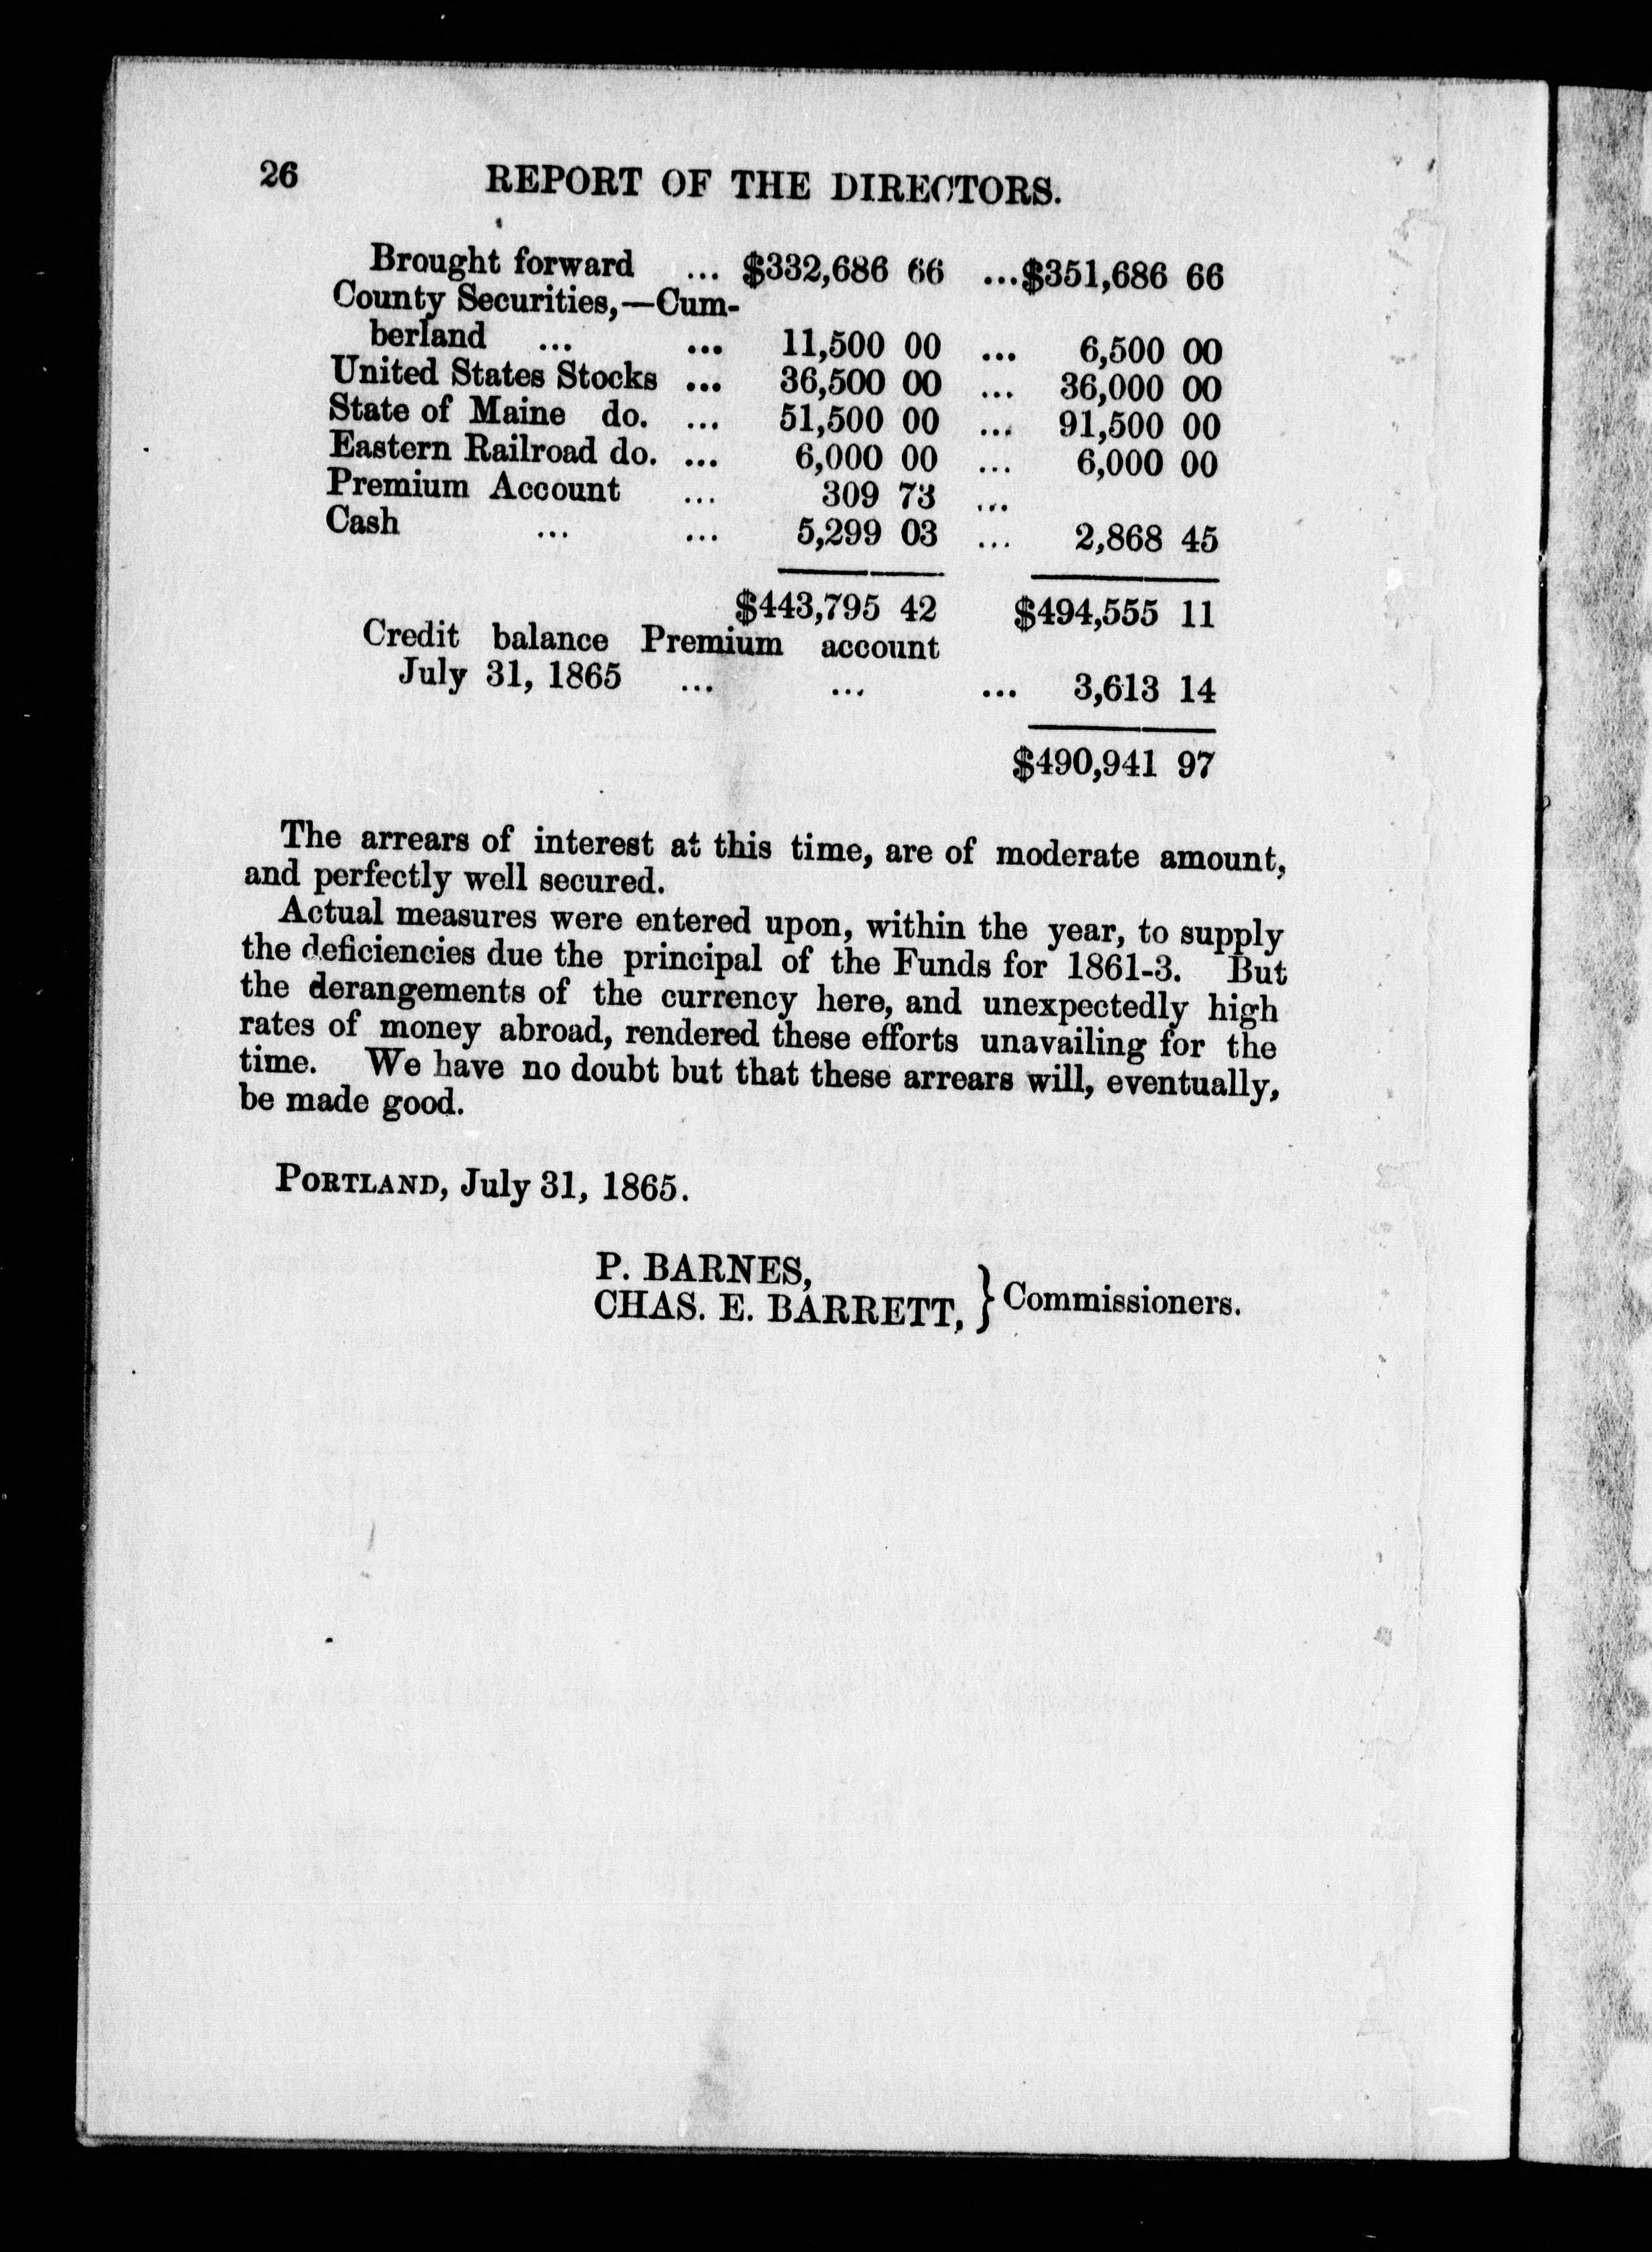 26 REPORT OF THE DIRECTORS.
Brought forward ... $332,686 66 ...$351,686 66
County Securities,—Cum-
berland ... ... 11,500 00 ... 6,500 00
United States Stocks ... 36,500 00 ... 36,000 00
State of Maine do. ... 51,500 00 ... 91,500 00
Eastern Railroad do. ... 6,000 00 ... 6,000 00
Premium Account ... 309 73 ...
Cash ... ... 5,299 03 ... 2,868 45
$443,795 42 $494,555 11
Credit balance Premium account
July 31, 1865 ... ... ... 3,613 14
$490,941 97
The arrears of interest at this time, are of moderate amount,
and perfectly well secured.
Actual measures were entered upon, within the year, to supply
the deficiencies due the principal of the Funds for 1861-3. But
the derangements of the currency here, and unexpectedly high
rates of money abroad, rendered these efforts unavailing for the
time. We have no doubt but that these arrears will, eventually,
be made good.
PORTLAND, July 31, 1865.
P. BARNES,
CHAS. E. BARRETT, } Commissioners.